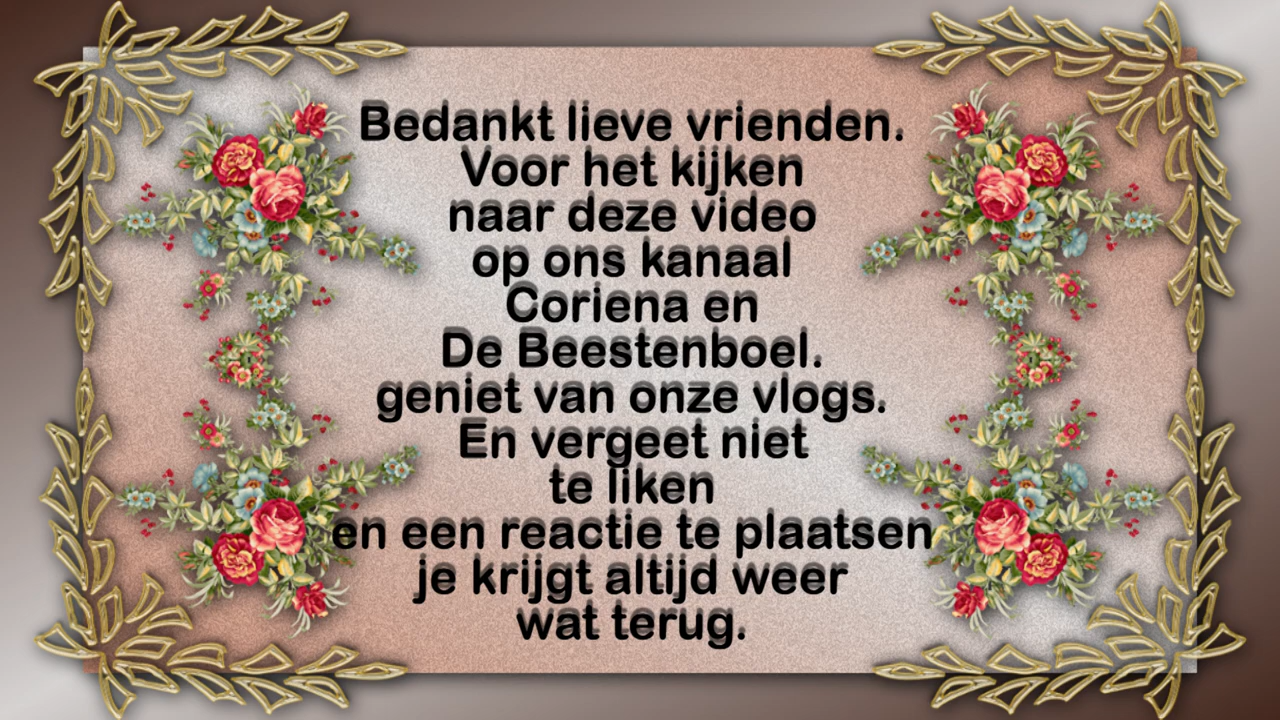 Bedankt lieve vrienden.
Voor het kijken
naar deze video
op ons kanaal
Coriena en
De Beestenboel.
geniet van onze vlogs.
En vergeet niet
te liken
en een reactie te plaatsen
je krijgt altijd weer
wat terug.